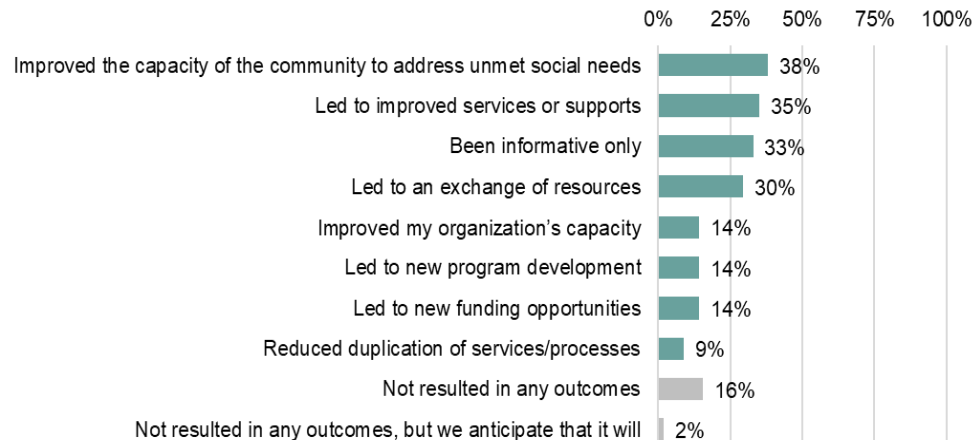 0% 25% 50% 75% 100%
Improved the capacity of the community to address unmet social needs 38%
Led to improved services or supports 35%
Been informative only 33%
Led to an exchange of resources 30%
Improved my organization’s capacity 14%
Led to new program development 14%
Led to new funding opportunities 14%
Reduced duplication of services/processes 9%
Not resulted in any outcomes 16%
Not resulted in any outcomes, but we anticipate that it will 2%